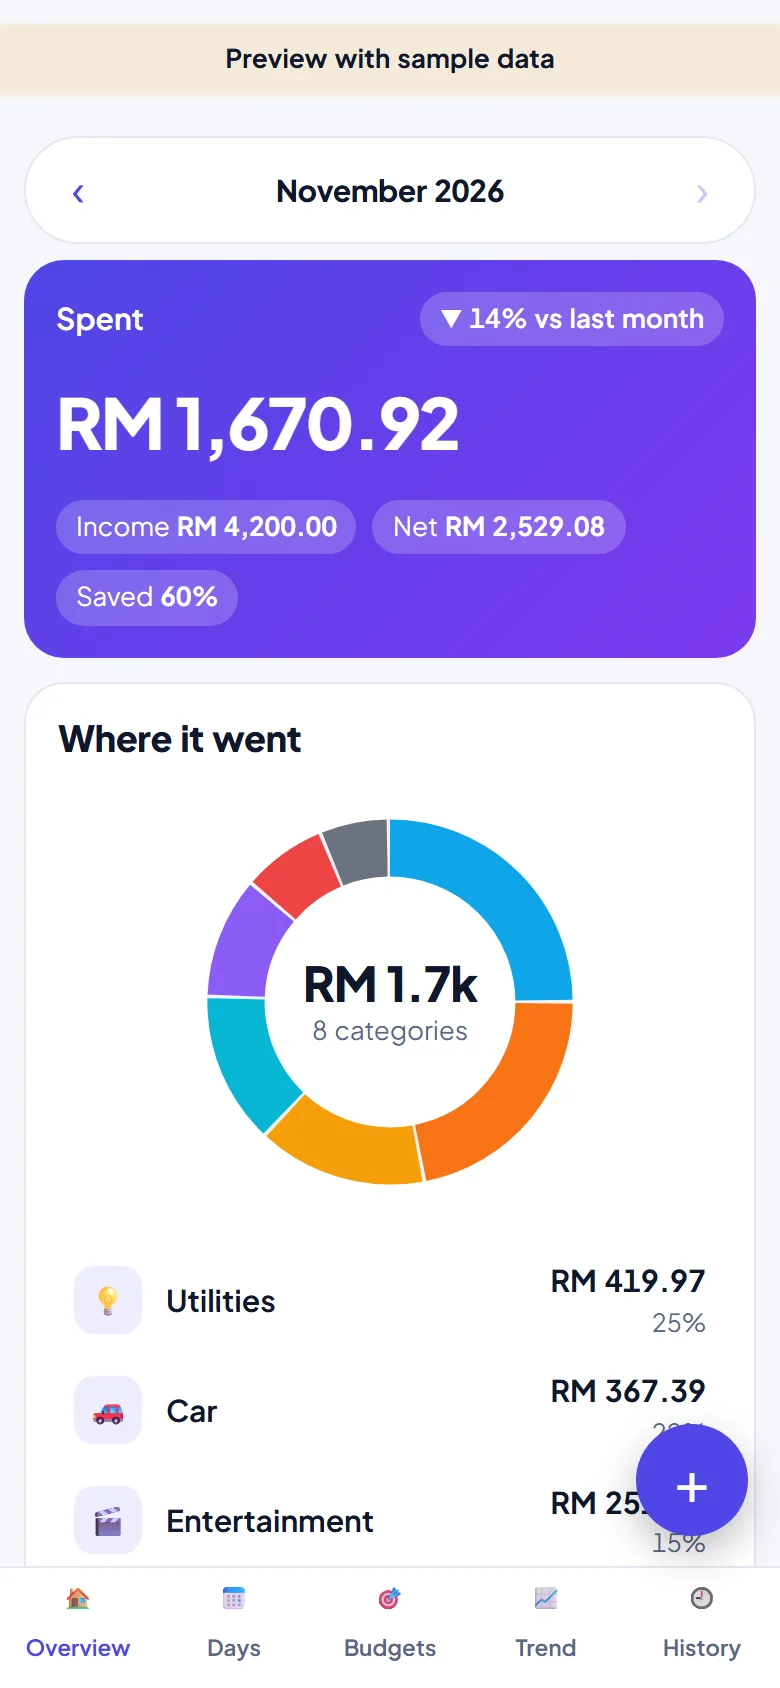 Preview with sample data
‹ November 2026 ›
Spent
▼ 14% vs last month
RM 1,670.92
Income RM 4,200.00
Net RM 2,529.08
Saved 60%
Where it went
RM 1.7k
8 categories
Utilities
RM 419.97
25%
Car
RM 367.39
Entertainment
RM 25
15%
+
Overview
Days
Budgets
Trend
History